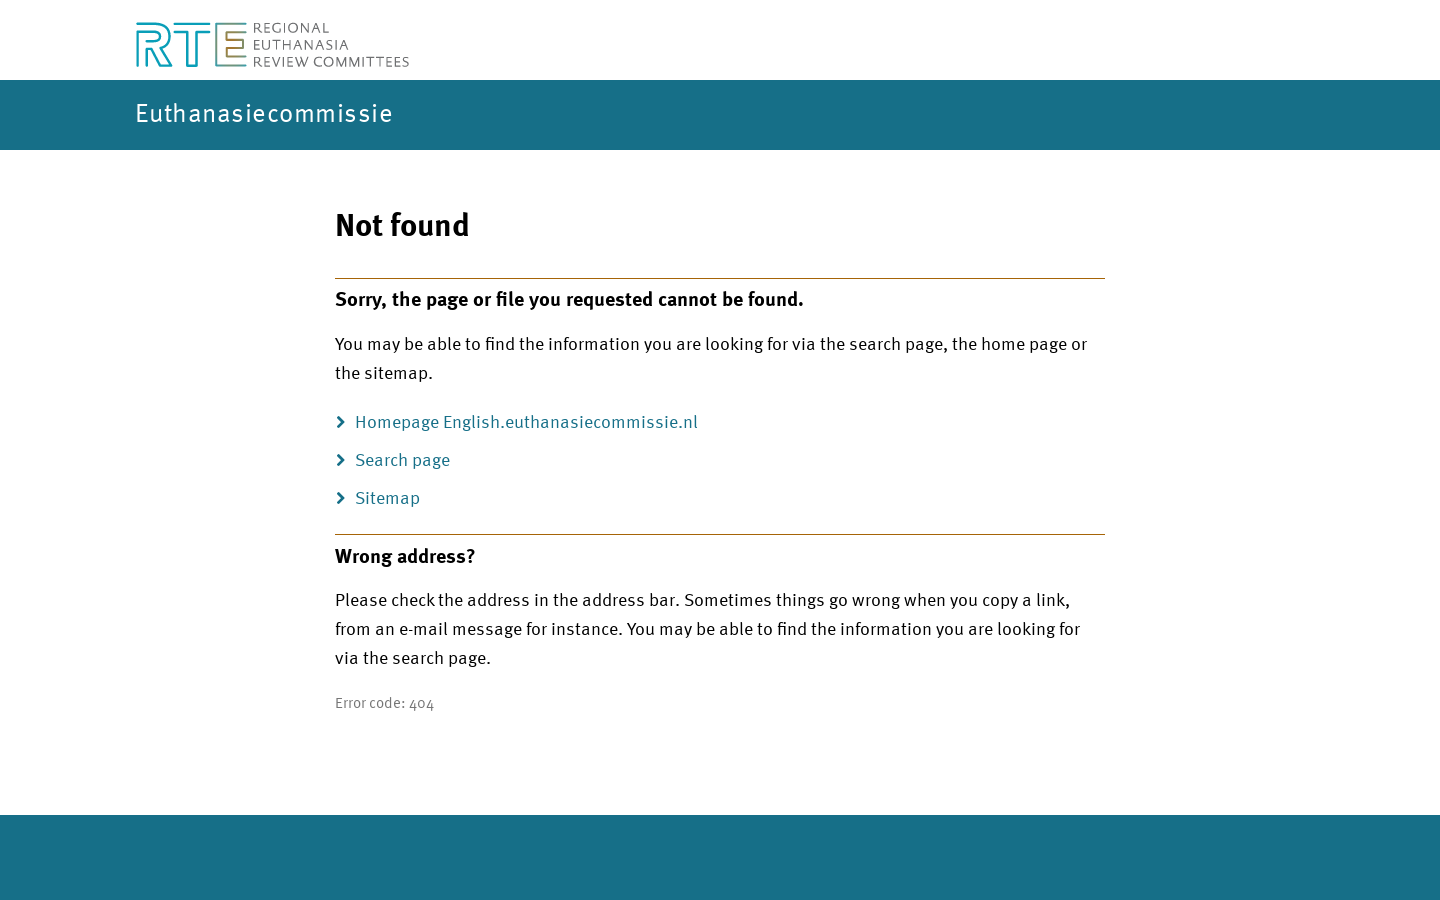 RTE REGIONAL
EUTHANASIA
REVIEW COMMITTEES
Euthanasiecommissie
Not found
Sorry, the page or file you requested cannot be found.
You may be able to find the information you are looking for via the search page, the home page or
the sitemap.
Homepage English.euthanasiecommissie.nl
Search page
Sitemap
Wrong address?
Please check the address in the address bar. Sometimes things go wrong when you copy a link,
from an e-mail message for instance. You may be able to find the information you are looking for
via the search page.
Error code: 404